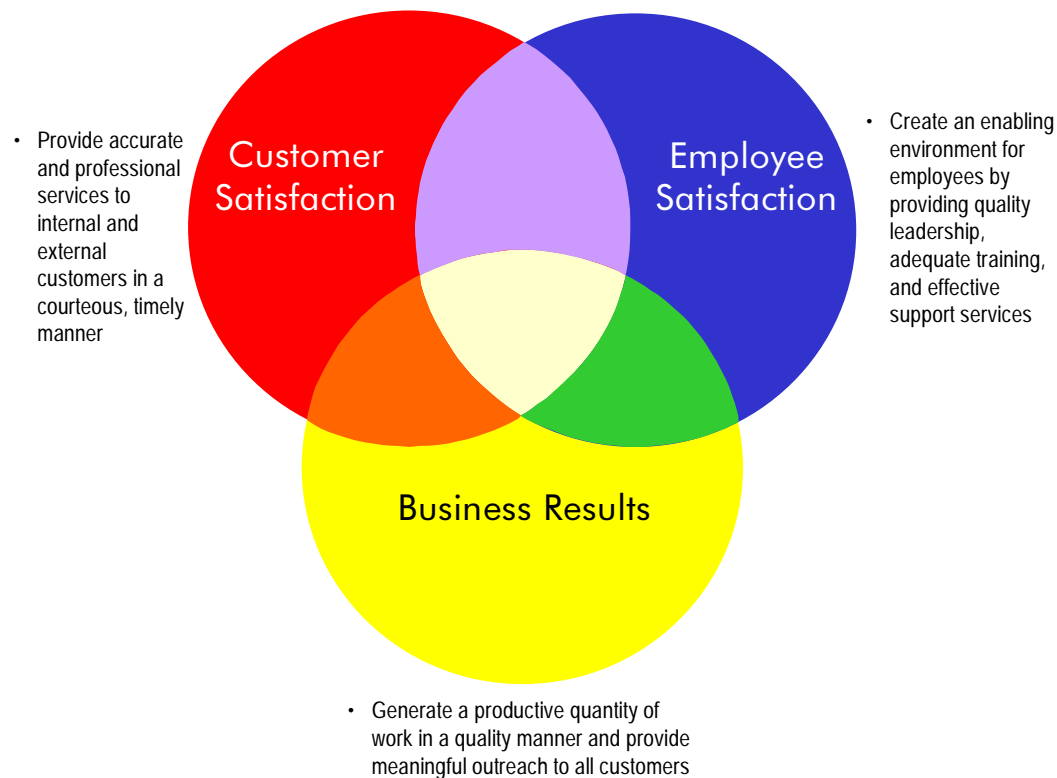 Customer
Satisfaction
Employee
Satisfaction
Business Results
• Provide accurate
and professional
services to
internal and
external
customers in a
courteous, timely
manner
• Create an enabling
environment for
employees by
providing quality
leadership,
adequate training,
and effective
support services
• Generate a productive quantity of
work in a quality manner and provide
meaningful outreach to all customers